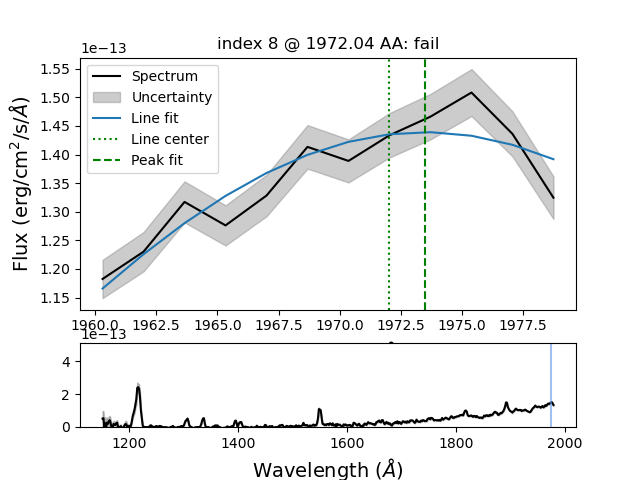 index 8 @ 1972.04 AA: fail
1e−13
Spectrum
Uncertainty
Line fit
Line center
Peak fit
Flux (erg/cm²/s/Å)
1.55
1.50
1.45
1.40
1.35
1.30
1.25
1.20
1.15
1960.0 1962.5 1965.0 1967.5 1970.0 1972.5 1975.0 1977.5
1e−13
4
2
0
1200 1400 1600 1800 2000
Wavelength (Å)